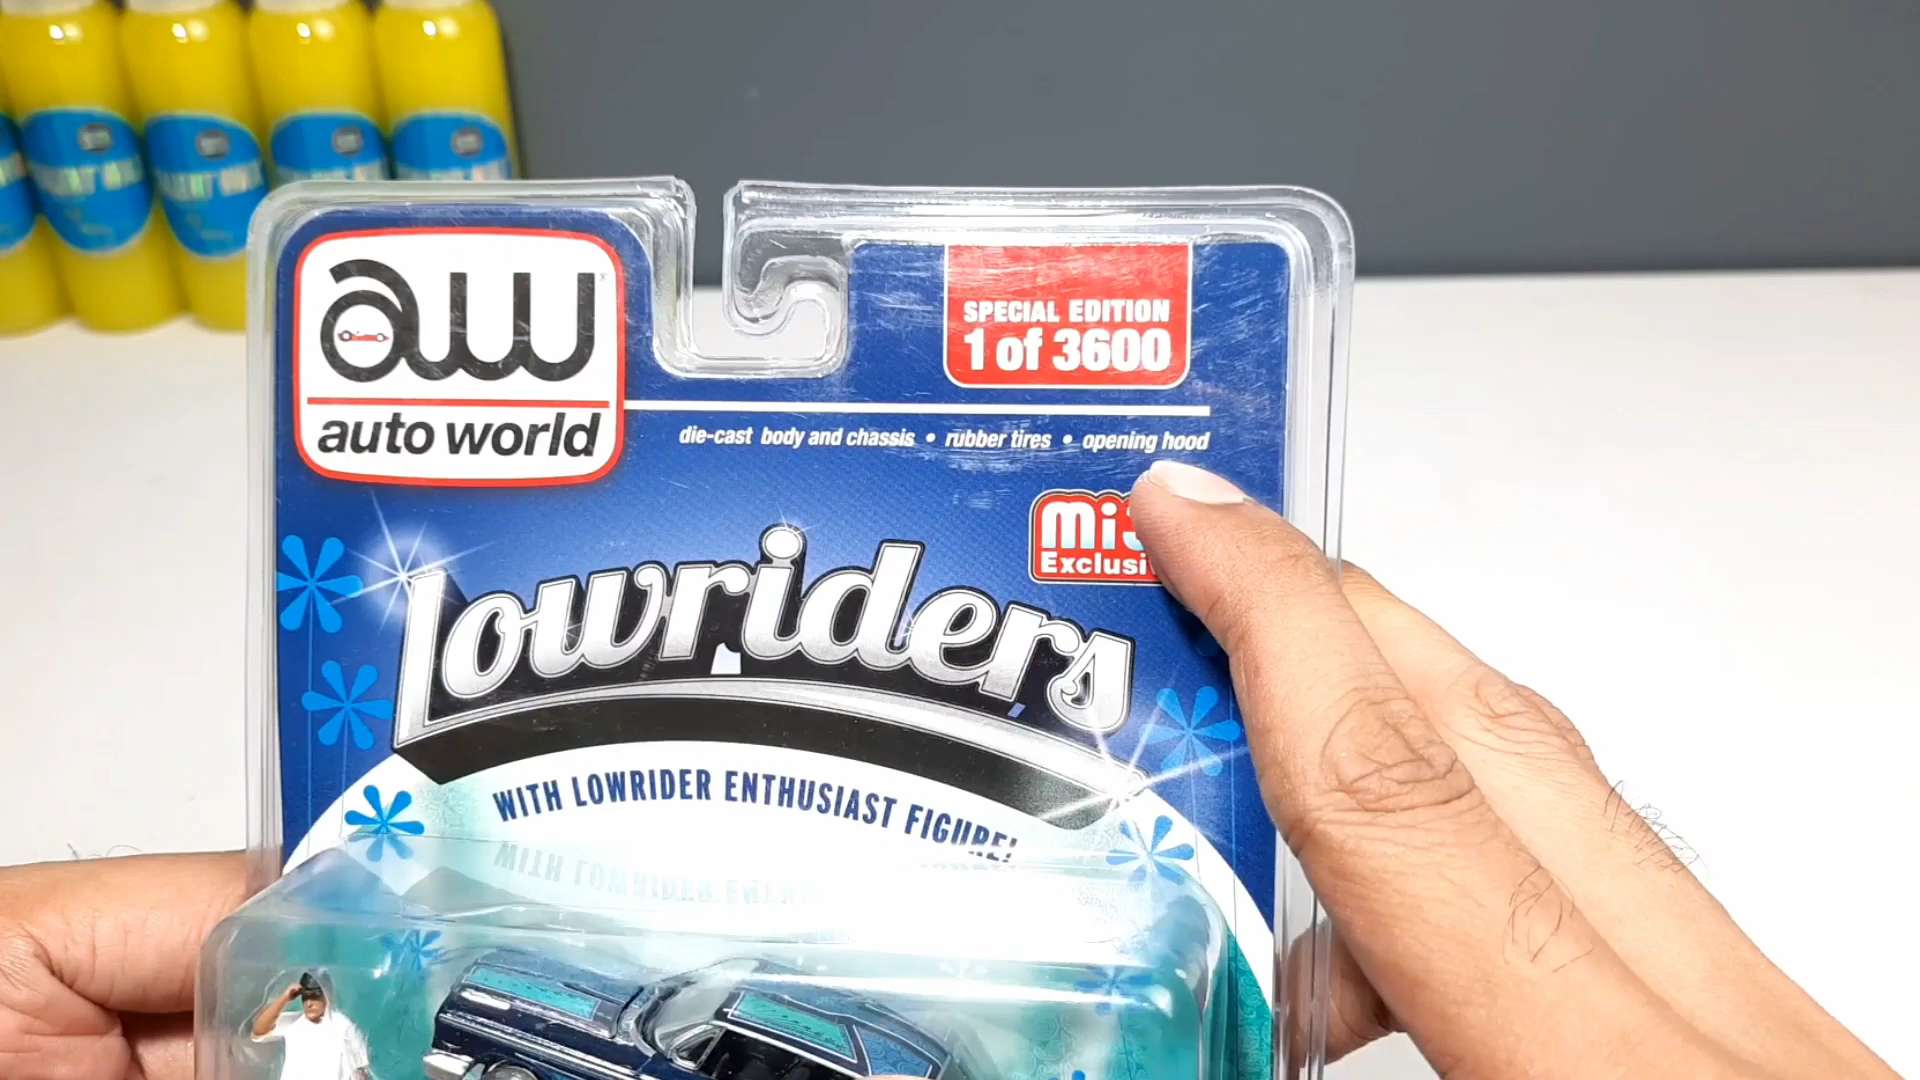 SPECIAL EDITION
1 of 3600
aw
auto world
die-cast body and chassis • rubber tires • opening hood
Lowriders
WITH LOWRIDER ENTHUSIAST FIGURE!